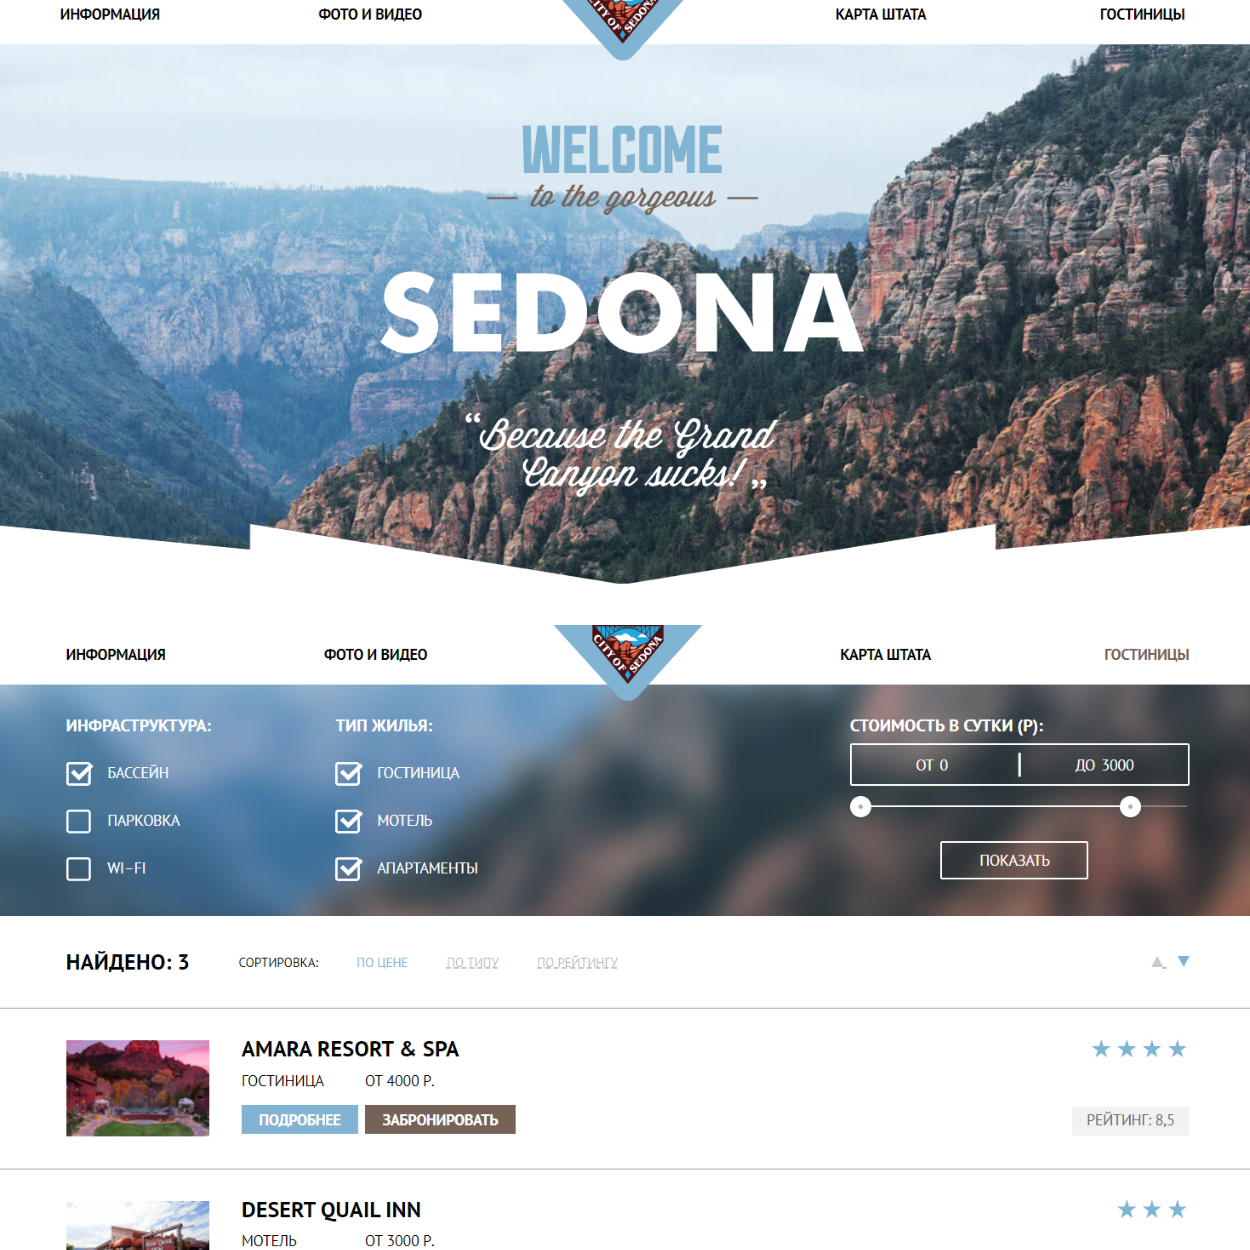 ИНФОРМАЦИЯ ФОТО И ВИДЕО КАРТА ШТАТА ГОСТИНИЦЫ
CITY OF SEDONA
WELCOME
to the gorgeous
SEDONA
“Because the Grand
Canyon sucks!„
ИНФОРМАЦИЯ ФОТО И ВИДЕО КАРТА ШТАТА ГОСТИНИЦЫ
CITY OF SEDONA
ИНФРАСТРУКТУРА: ТИП ЖИЛЬЯ: СТОИМОСТЬ В СУТКИ (Р):
БАССЕЙН ГОСТИНИЦА ОТ 0 ДО 3000
ПАРКОВКА МОТЕЛЬ
WI-FI АПАРТАМЕНТЫ ПОКАЗАТЬ
НАЙДЕНО: 3 СОРТИРОВКА: ПО ЦЕНЕ ПО ТИПУ ПО РЕЙТИНГУ
AMARA RESORT & SPA
ГОСТИНИЦА ОТ 4000 Р.
ПОДРОБНЕЕ ЗАБРОНИРОВАТЬ РЕЙТИНГ: 8,5
DESERT QUAIL INN
МОТЕЛЬ ОТ 3000 Р.